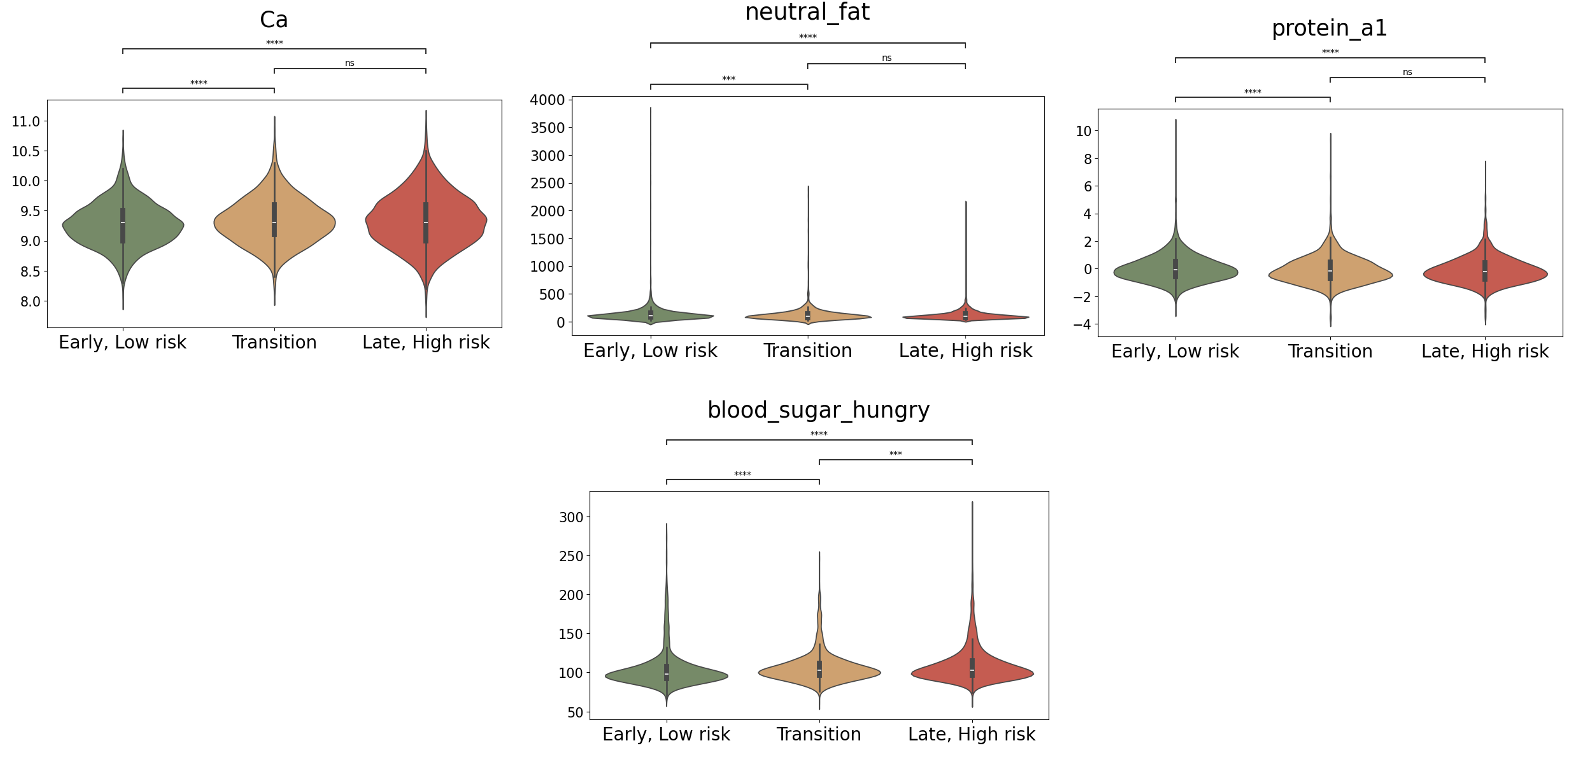 Ca
****
ns
****
11.0
10.5
10.0
9.5
9.0
8.5
8.0
Early, Low risk
Transition
Late, High risk
neutral_fat
****
ns
***
4000
3500
3000
2500
2000
1500
1000
500
0
Early, Low risk
Transition
Late, High risk
protein_a1
****
ns
****
10
8
6
4
2
0
−2
−4
Early, Low risk
Transition
Late, High risk
blood_sugar_hungry
****
***
****
300
250
200
150
100
50
Early, Low risk
Transition
Late, High risk